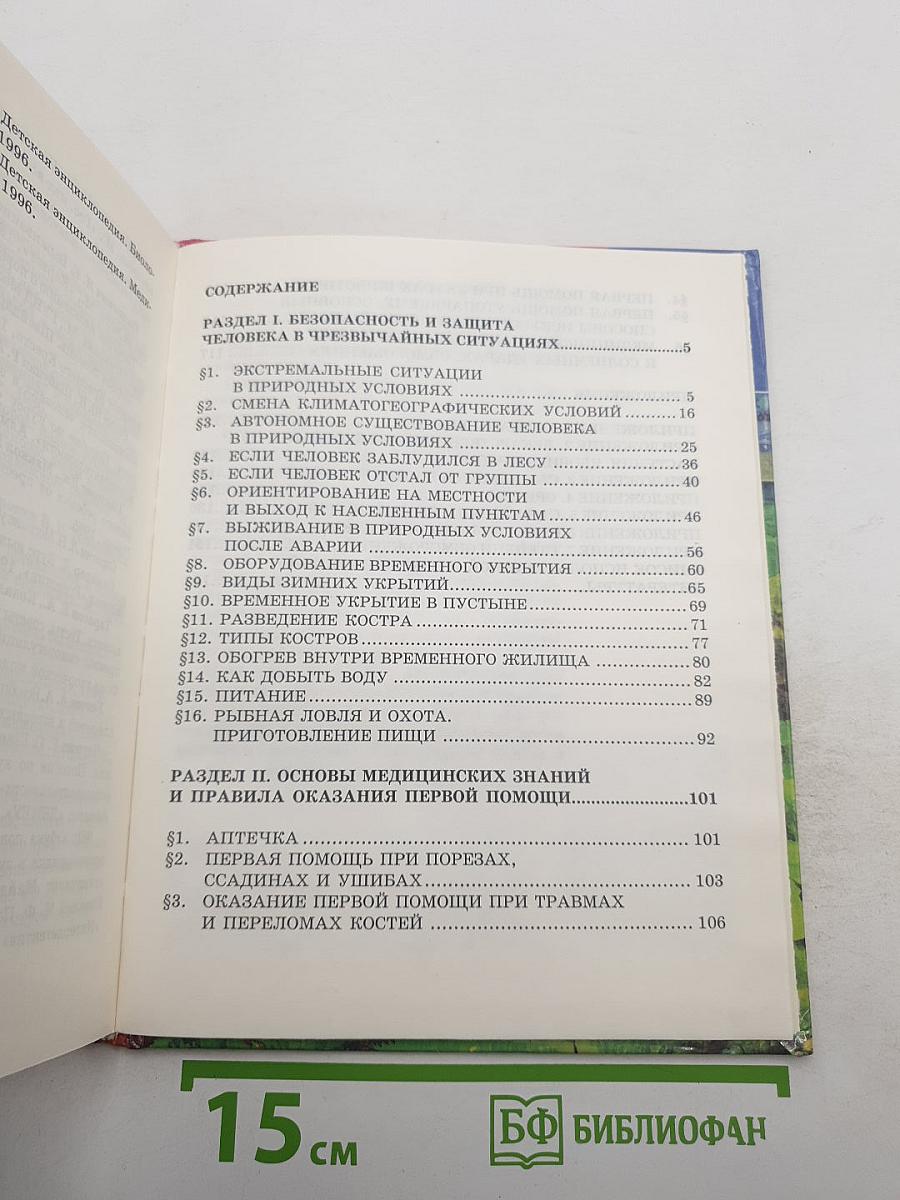 Детская энциклопедия. Биоло-
1996.
Детская энциклопедия. Меди-
1996.
СОДЕРЖАНИЕ
РАЗДЕЛ I. БЕЗОПАСНОСТЬ И ЗАЩИТА
ЧЕЛОВЕКА В ЧРЕЗВЫЧАЙНЫХ СИТУАЦИЯХ..............................5
§1. ЭКСТРЕМАЛЬНЫЕ СИТУАЦИИ
В ПРИРОДНЫХ УСЛОВИЯХ ........................................ 5
§2. СМЕНА КЛИМАТОГЕОГРАФИЧЕСКИХ УСЛОВИЙ.......... 16
§3. АВТОНОМНОЕ СУЩЕСТВОВАНИЕ ЧЕЛОВЕКА
В ПРИРОДНЫХ УСЛОВИЯХ ........................................ 25
§4. ЕСЛИ ЧЕЛОВЕК ЗАБЛУДИЛСЯ В ЛЕСУ ..................... 36
§5. ЕСЛИ ЧЕЛОВЕК ОТСТАЛ ОТ ГРУППЫ ....................... 40
§6. ОРИЕНТИРОВАНИЕ НА МЕСТНОСТИ
И ВЫХОД К НАСЕЛЕННЫМ ПУНКТАМ ...................... 46
§7. ВЫЖИВАНИЕ В ПРИРОДНЫХ УСЛОВИЯХ
ПОСЛЕ АВАРИИ .................................................... 56
§8. ОБОРУДОВАНИЕ ВРЕМЕННОГО УКРЫТИЯ .................. 60
§9. ВИДЫ ЗИМНИХ УКРЫТИЙ........................................65
§10. ВРЕМЕННОЕ УКРЫТИЕ В ПУСТЫНЕ.......................... 69
§11. РАЗВЕДЕНИЕ КОСТРА ............................................ 71
§12. ТИПЫ КОСТРОВ.................................................... 77
§13. ОБОГРЕВ ВНУТРИ ВРЕМЕННОГО ЖИЛИЩА ............... 80
§14. КАК ДОБЫТЬ ВОДУ ................................................ 82
§15. ПИТАНИЕ............................................................ 89
§16. РЫБНАЯ ЛОВЛЯ И ОХОТА.
ПРИГОТОВЛЕНИЕ ПИЩИ ........................................ 92
РАЗДЕЛ II. ОСНОВЫ МЕДИЦИНСКИХ ЗНАНИЙ
И ПРАВИЛА ОКАЗАНИЯ ПЕРВОЙ ПОМОЩИ.......................101
§1. АПТЕЧКА............................................................ 101
§2. ПЕРВАЯ ПОМОЩЬ ПРИ ПОРЕЗАХ,
ССАДИНАХ И УШИБАХ.......................................... 103
§3. ОКАЗАНИЕ ПЕРВОЙ ПОМОЩИ ПРИ ТРАВМАХ
И ПЕРЕЛОМАХ КОСТЕЙ ........................................ 106
15 см
БФ БИБЛИОФАН